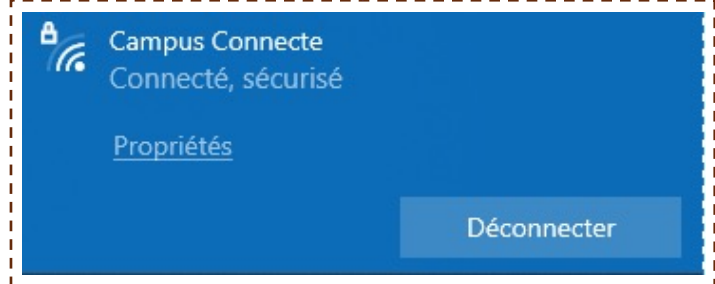 Campus Connecte
Connecté, sécurisé
Propriétés
Déconnecter